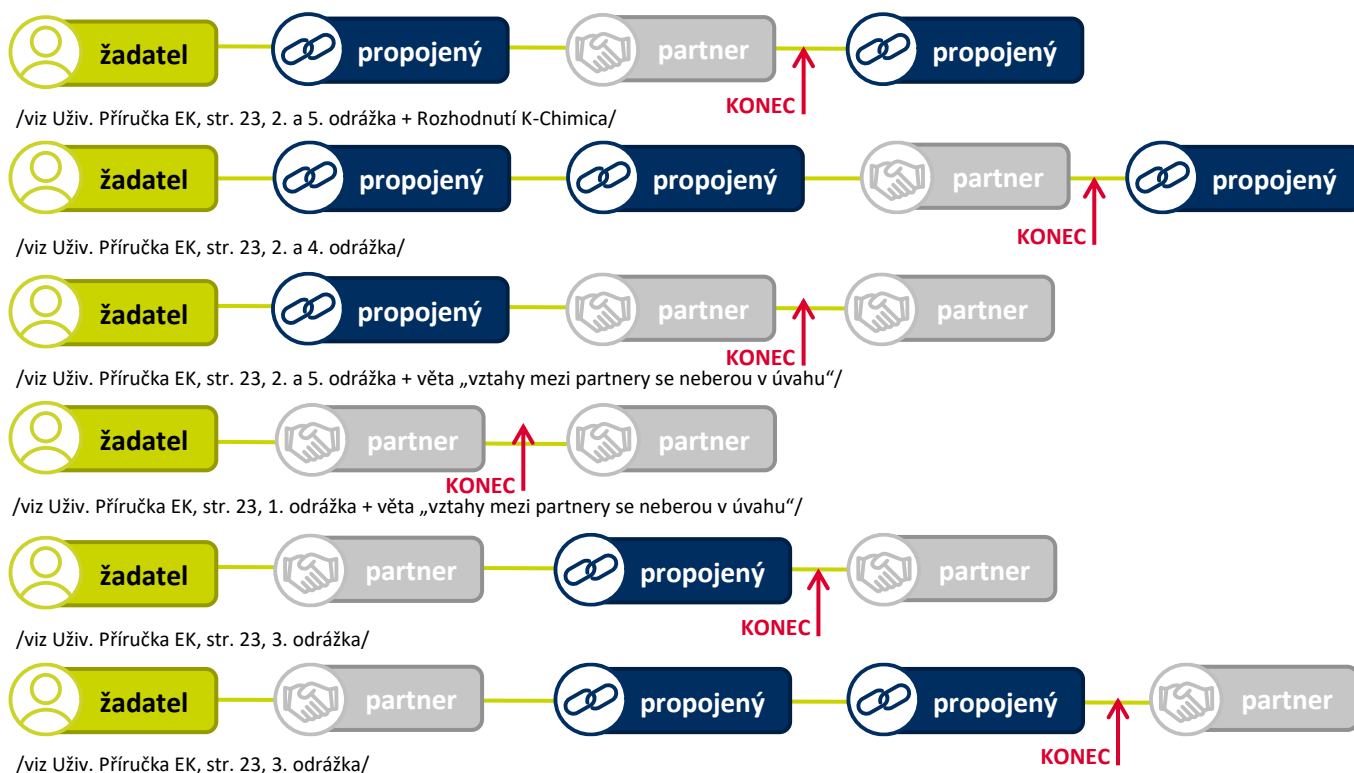 žadatel propojený partner propojený
KONEC
/viz Uživ. Příručka EK, str. 23, 2. a 5. odrážka + Rozhodnutí K-Chimica/
žadatel propojený propojený partner propojený
KONEC
/viz Uživ. Příručka EK, str. 23, 2. a 4. odrážka/
žadatel propojený partner partner
KONEC
/viz Uživ. Příručka EK, str. 23, 2. a 5. odrážka + věta „vztahy mezi partnery se neberou v úvahu“/
žadatel partner partner
KONEC
/viz Uživ. Příručka EK, str. 23, 1. odrážka + věta „vztahy mezi partnery se neberou v úvahu“/
žadatel partner propojený partner
KONEC
/viz Uživ. Příručka EK, str. 23, 3. odrážka/
žadatel partner propojený propojený partner
KONEC
/viz Uživ. Příručka EK, str. 23, 3. odrážka/